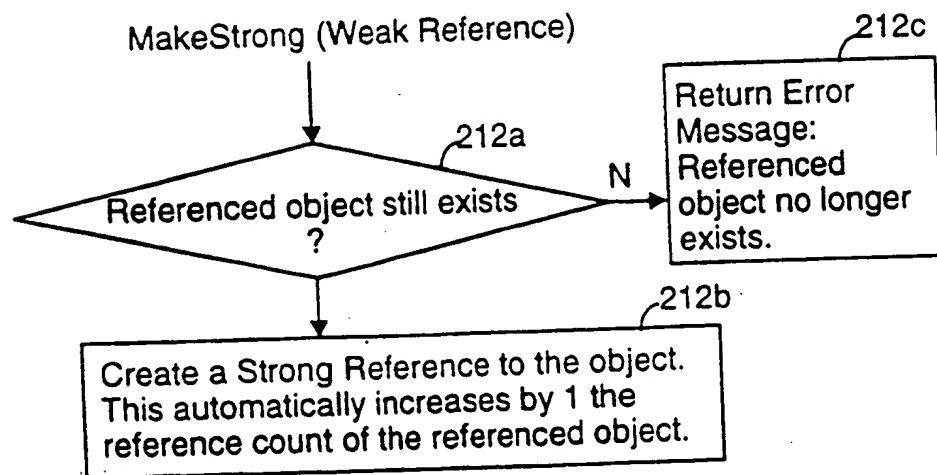 MakeStrong (Weak Reference)
212c
Return Error
Message:
Referenced
object no longer
exists.
212a
N
Referenced object still exists
?
212b
Create a Strong Reference to the object.
This automatically increases by 1 the
reference count of the referenced object.